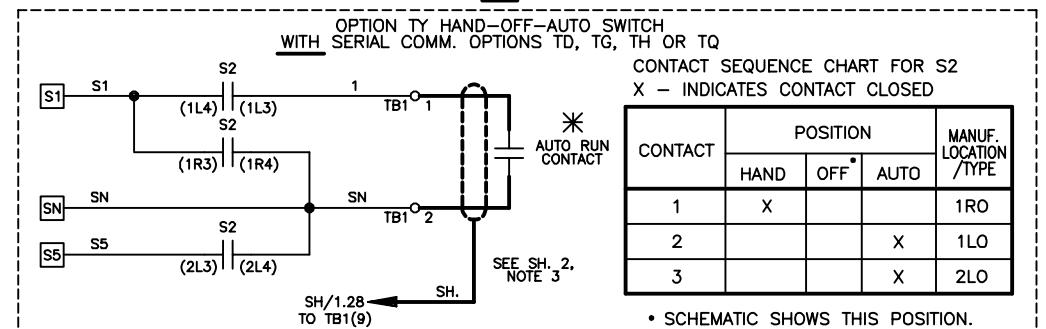 OPTION TY HAND-OFF-AUTO SWITCH
WITH SERIAL COMM. OPTIONS TD, TG, TH OR TQ
S1
S1
S2
(1L4)
(1L3)
1
TB1
1
S2
(1R3)
(1R4)
AUTO RUN
CONTACT
SN
SN
SN
TB1
2
S5
S5
S2
(2L3)
(2L4)
SEE SH. 2,
NOTE 3
SH.
SH/1.28
TO TB1(9)
CONTACT SEQUENCE CHART FOR S2
X – INDICATES CONTACT CLOSED
CONTACT
POSITION
MANUF.
LOCATION
/TYPE
HAND
OFF•
AUTO
1
X
1RO
2
X
1LO
3
X
2LO
• SCHEMATIC SHOWS THIS POSITION.